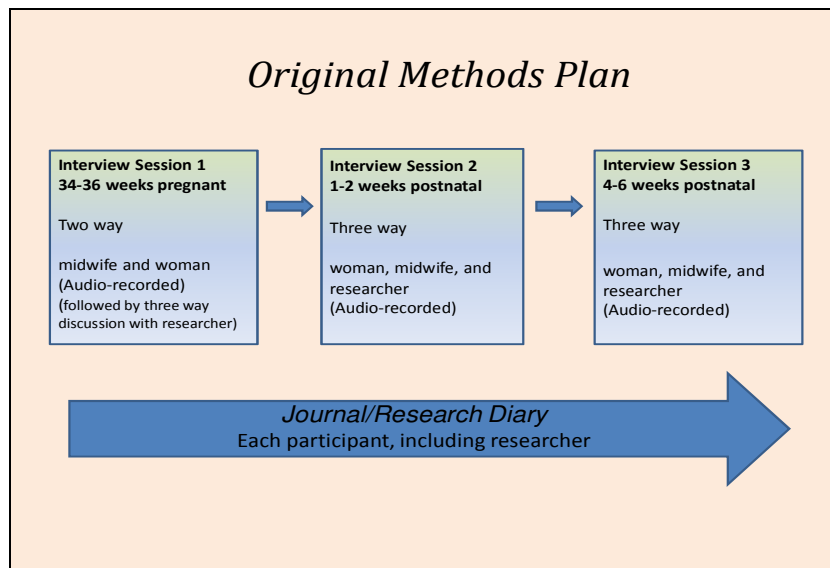 Original Methods Plan
Interview Session 1
34-36 weeks pregnant
Two way
midwife and woman
(Audio-recorded)
(followed by three way
discussion with researcher)
Interview Session 2
1-2 weeks postnatal
Three way
woman, midwife, and
researcher
(Audio-recorded)
Interview Session 3
4-6 weeks postnatal
Three way
woman, midwife, and
researcher
(Audio-recorded)
Journal/Research Diary
Each participant, including researcher